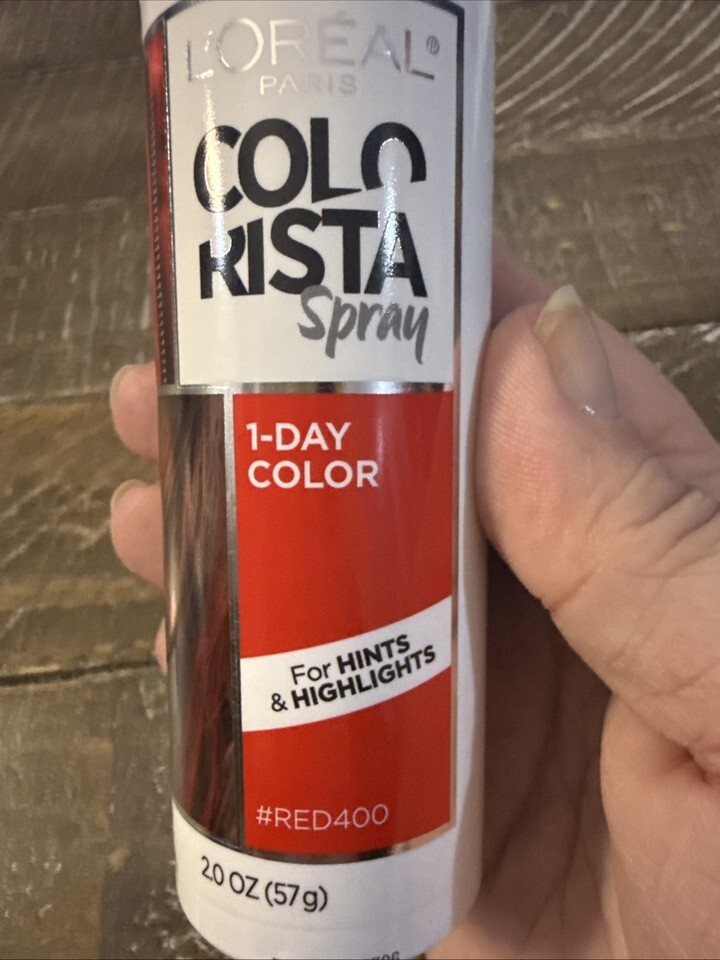 L'ORÉAL®
PARIS
COLO
RISTA
Spray
1-DAY
COLOR
For HINTS
& HIGHLIGHTS
#RED400
2.0 OZ (57g)